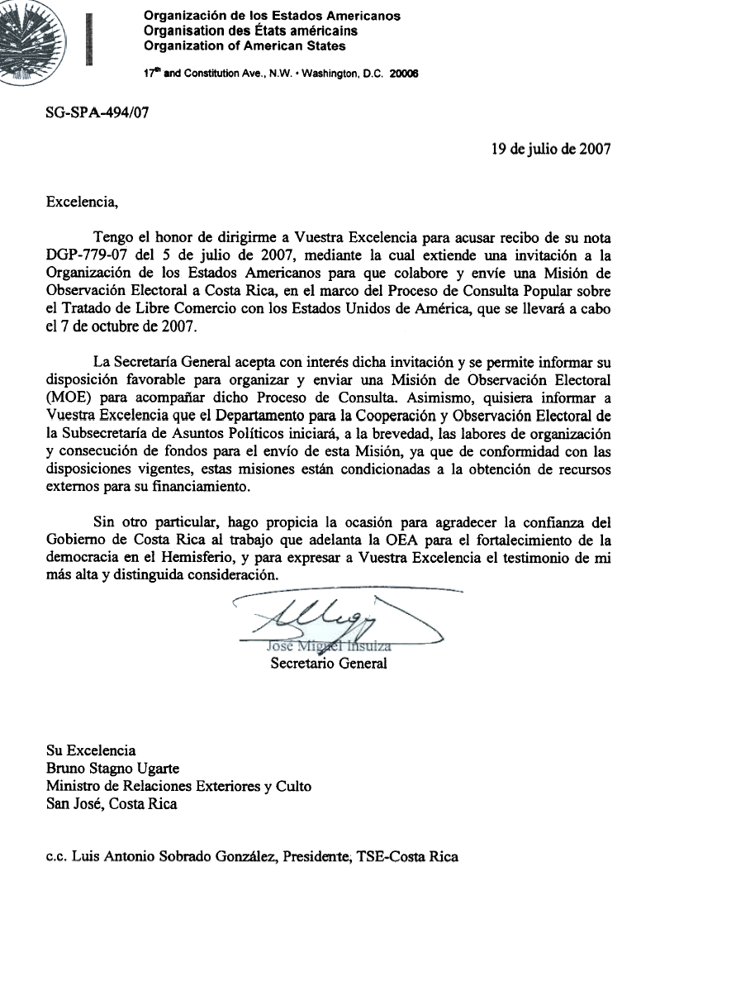 Organización de los Estados Americanos
Organisation des États américains
Organization of American States
17th and Constitution Ave., N.W. • Washington, D.C. 20006
SG-SPA-494/07
19 de julio de 2007
Excelencia,
Tengo el honor de dirigirme a Vuestra Excelencia para acusar recibo de su nota
DGP-779-07 del 5 de julio de 2007, mediante la cual extiende una invitación a la
Organización de los Estados Americanos para que colabore y envíe una Misión de
Observación Electoral a Costa Rica, en el marco del Proceso de Consulta Popular sobre
el Tratado de Libre Comercio con los Estados Unidos de América, que se llevará a cabo
el 7 de octubre de 2007.
La Secretaría General acepta con interés dicha invitación y se permite informar su
disposición favorable para organizar y enviar una Misión de Observación Electoral
(MOE) para acompañar dicho Proceso de Consulta. Asimismo, quisiera informar a
Vuestra Excelencia que el Departamento para la Cooperación y Observación Electoral de
la Subsecretaría de Asuntos Políticos iniciará, a la brevedad, las labores de organización
y consecución de fondos para el envío de esta Misión, ya que de conformidad con las
disposiciones vigentes, estas misiones están condicionadas a la obtención de recursos
externos para su financiamiento.
Sin otro particular, hago propicia la ocasión para agradecer la confianza del
Gobierno de Costa Rica al trabajo que adelanta la OEA para el fortalecimiento de la
democracia en el Hemisferio, y para expresar a Vuestra Excelencia el testimonio de mi
más alta y distinguida consideración.
José Miguel Insulza
Secretario General
Su Excelencia
Bruno Stagno Ugarte
Ministro de Relaciones Exteriores y Culto
San José, Costa Rica
c.c. Luis Antonio Sobrado González, Presidente, TSE-Costa Rica